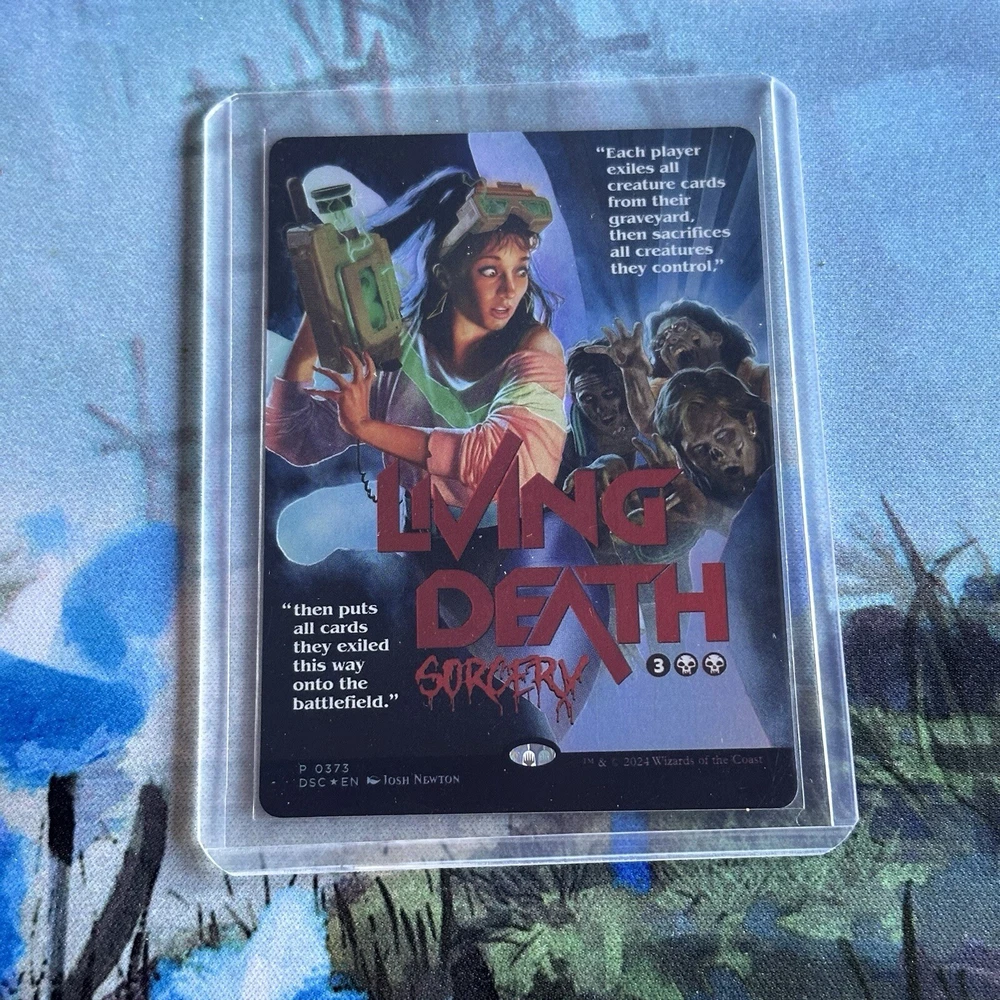 “Each player
exiles all
creature cards
from their
graveyard,
then sacrifices
all creatures
they control,”
LIVING
DEATH
SORCERY
3
“then puts
all cards
they exiled
this way
onto the
battlefield.”
P 0373
DSC★EN Josh Newton
™ & © 2024 Wizards of the Coast